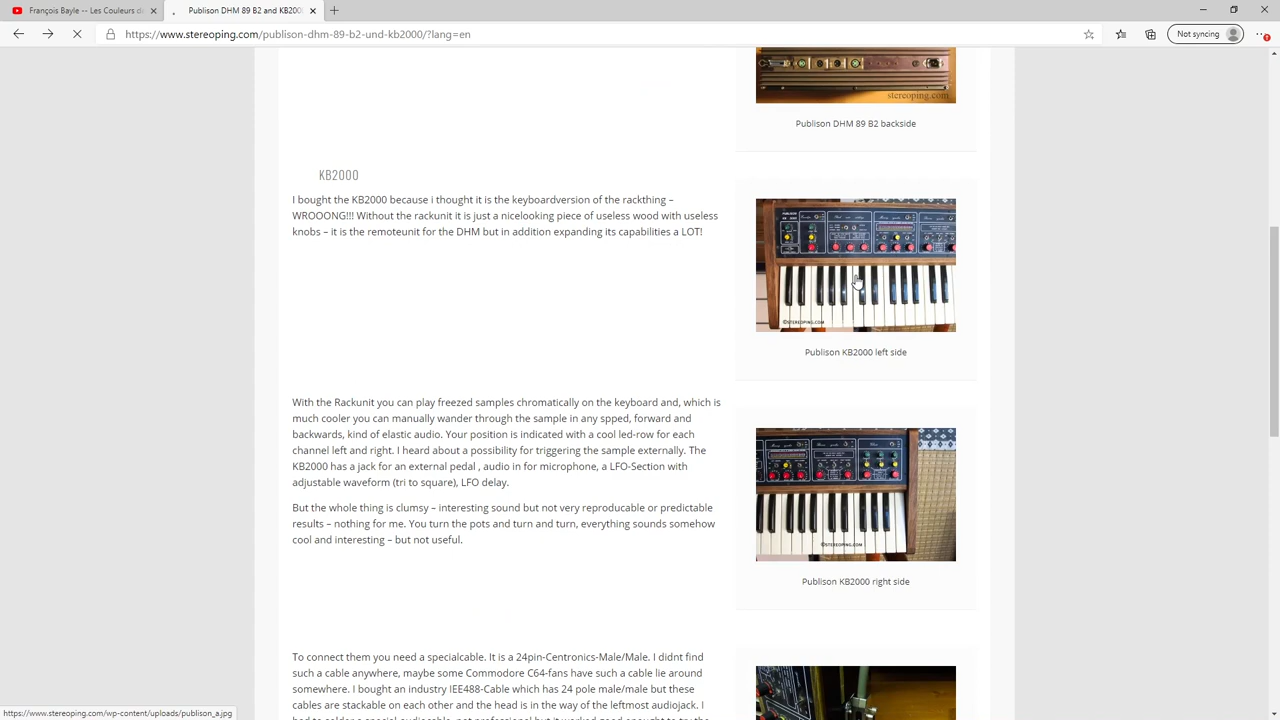 François Bayle -- Les Couleurs d
Publison DHM 89 B2 and KB200
https://www.stereoping.com/publison-dhm-89-b2-und-kb2000/?lang=en
Not syncing
stereoping.com
Publison DHM 89 B2 backside
KB2000
I bought the KB2000 because i thought it is the keyboardversion of the rackthing –
WROOONG!!! Without the rackunit it is just a nicelooking piece of useless wood with useless
knobs – it is the remoteunit for the DHM but in addition expanding its capabilities a LOT!
©STEREOPING.COM
Publison KB2000 left side
With the Rackunit you can play freezed samples chromatically on the keyboard and, which is
much cooler you can manually wander through the sample in any spped, forward and
backwards, kind of elastic audio. Your position is indicated with a cool led-row for each
channel left and right. I heard about a possibility for triggering the sample externally. The
KB2000 has a jack for an external pedal , audio in for microphone, a LFO-Section with
adjustable waveform (tri to square), LFO delay.
But the whole thing is clumsy – interesting sound but not very reproducable or predictable
results – nothing for me. You turn the pots and turn and turn, everything sounds somehow
cool and interesting – but not useful.
©STEREOPING.COM
Publison KB2000 right side
To connect them you need a specialcable. It is a 24pin-Centronics-Male/Male. I didnt find
such a cable anywhere, maybe some Commodore C64-fans have such a cable lie around
somewhere. I bought an industry IEE488-Cable which has 24 pole male/male but these
cables are stackable on each other and the head is in the way of the leftmost audiojack. I
https://www.stereoping.com/wp-content/uploads/publison_a.jpg